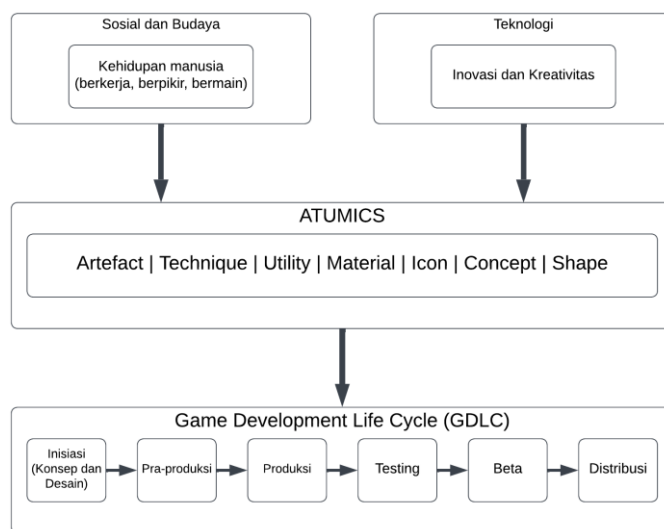 Sosial dan Budaya
Kehidupan manusia
(berkerja, berpikir, bermain)
Teknologi
Inovasi dan Kreativitas
ATUMICS
Artefact | Technique | Utility | Material | Icon | Concept | Shape
Game Development Life Cycle (GDLC)
Inisiasi
(Konsep dan
Desain)
Pra-produksi
Produksi
Testing
Beta
Distribusi